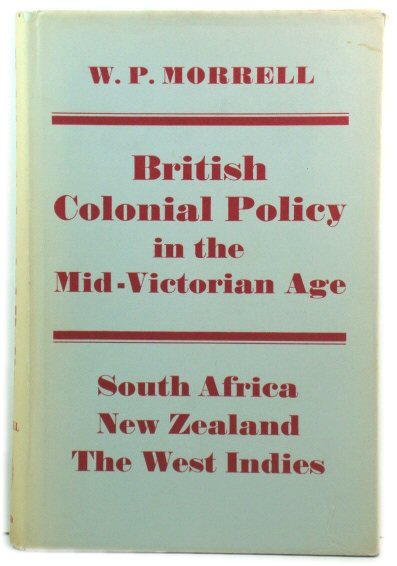 W. P. MORRELL
British
Colonial Policy
in the
Mid-Victorian Age
South Africa
New Zealand
The West Indies